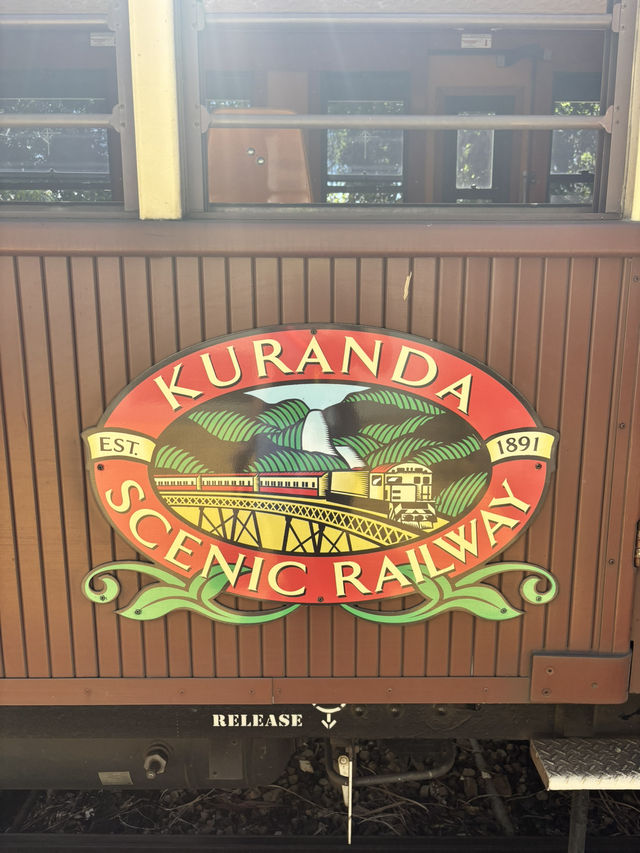 KURANDA
EST. 1891
SCENIC RAILWAY
RELEASE